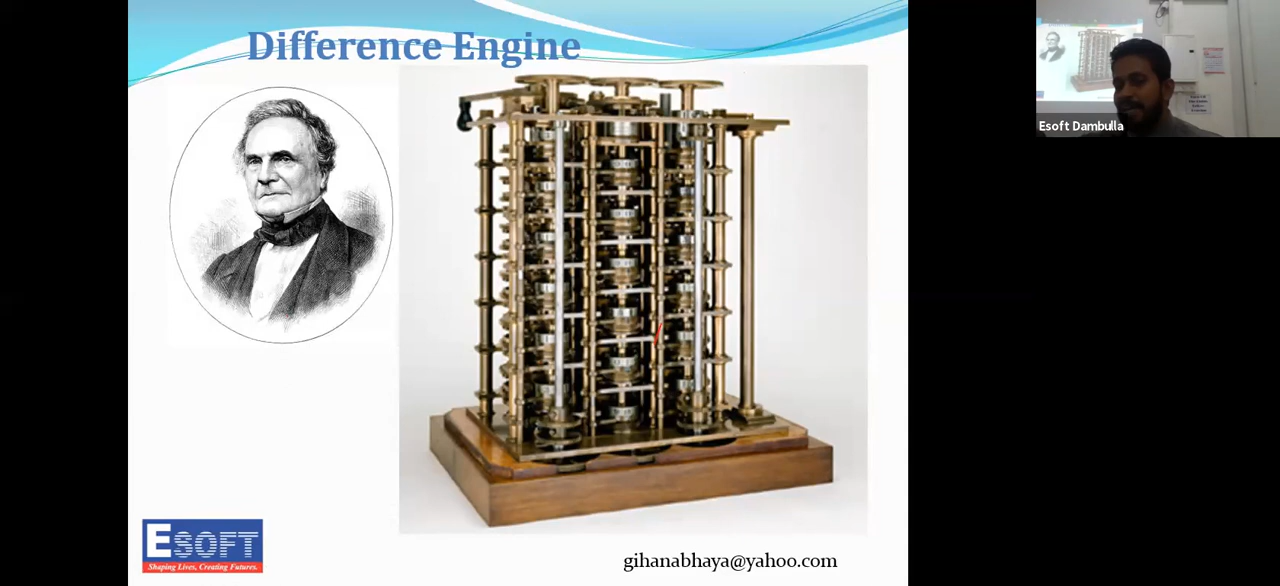 Difference Engine
Esoft Dambulla
ESOFT
Shaping Lives, Creating Futures.
gihanabhaya@yahoo.com